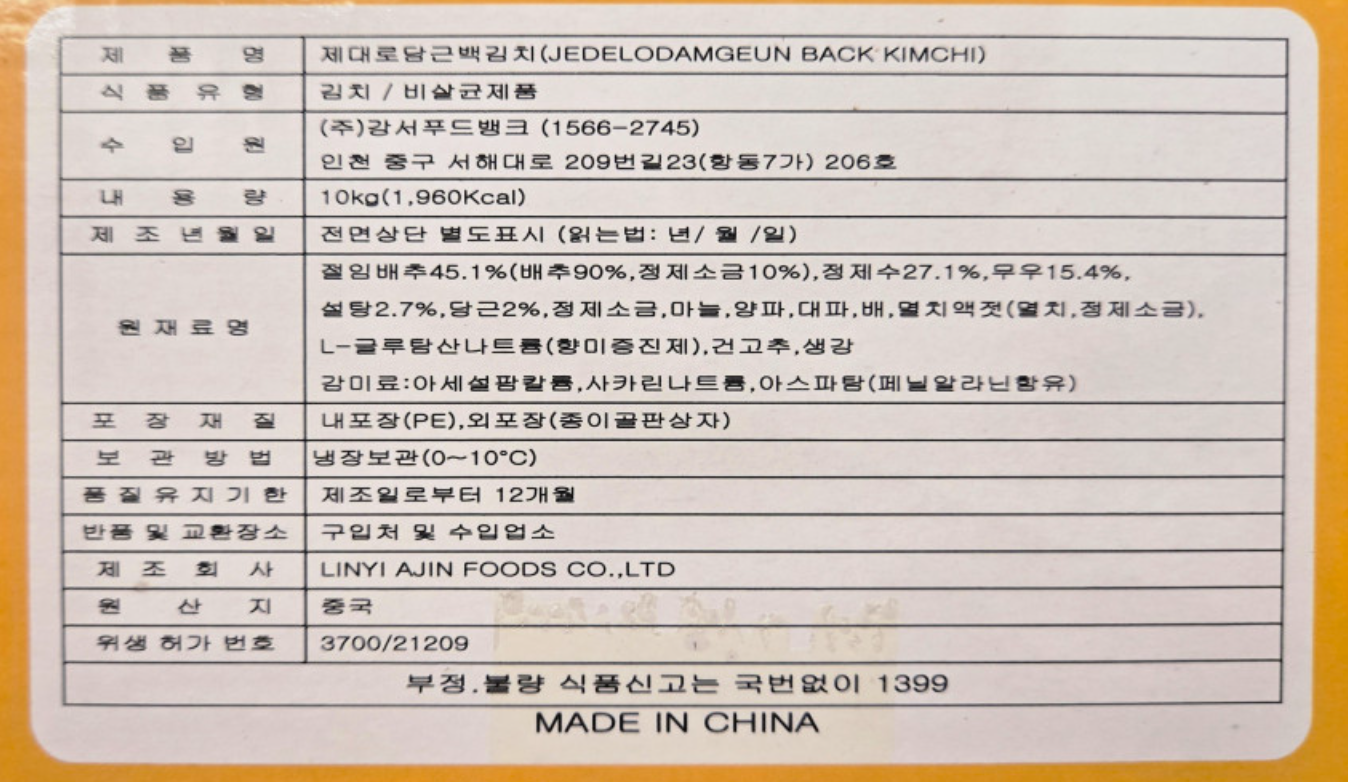 제품명 제대로담근백김치(JEDELODAMGEUN BACK KIMCHI)
식품유형 김치 / 비살균제품
수입원 (주)강서푸드뱅크 (1566-2745)
인천 중구 서해대로 209번길23(항동7가) 206호
내용량 10kg(1,960Kcal)
제조년월일 전면상단 별도표시 (읽는법: 년/ 월 /일)
원재료명 절임배추45.1%(배추90%,정제소금10%),정제수27.1%,무우15.4%,
설탕2.7%,당근2%,정제소금,마늘,양파,대파,배,멸치액젓(멸치,정제소금),
L-글루탐산나트륨(향미증진제),건고추,생강
감미료:아세설팜칼륨,사카린나트륨,아스파탐(페닐알라닌함유)
포장재질 내포장(PE),외포장(종이골판상자)
보관방법 냉장보관(0~10°C)
품질유지기한 제조일로부터 12개월
반품 및 교환장소 구입처 및 수입업소
제조회사 LINYI AJIN FOODS CO.,LTD
원산지 중국
위생허가 번호 3700/21209
부정.불량 식품신고는 국번없이 1399
MADE IN CHINA